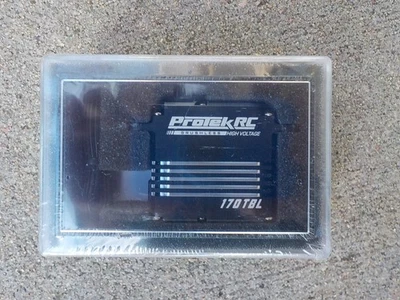 ProTekRC
BRUSHLESS HIGH VOLTAGE
170TBL